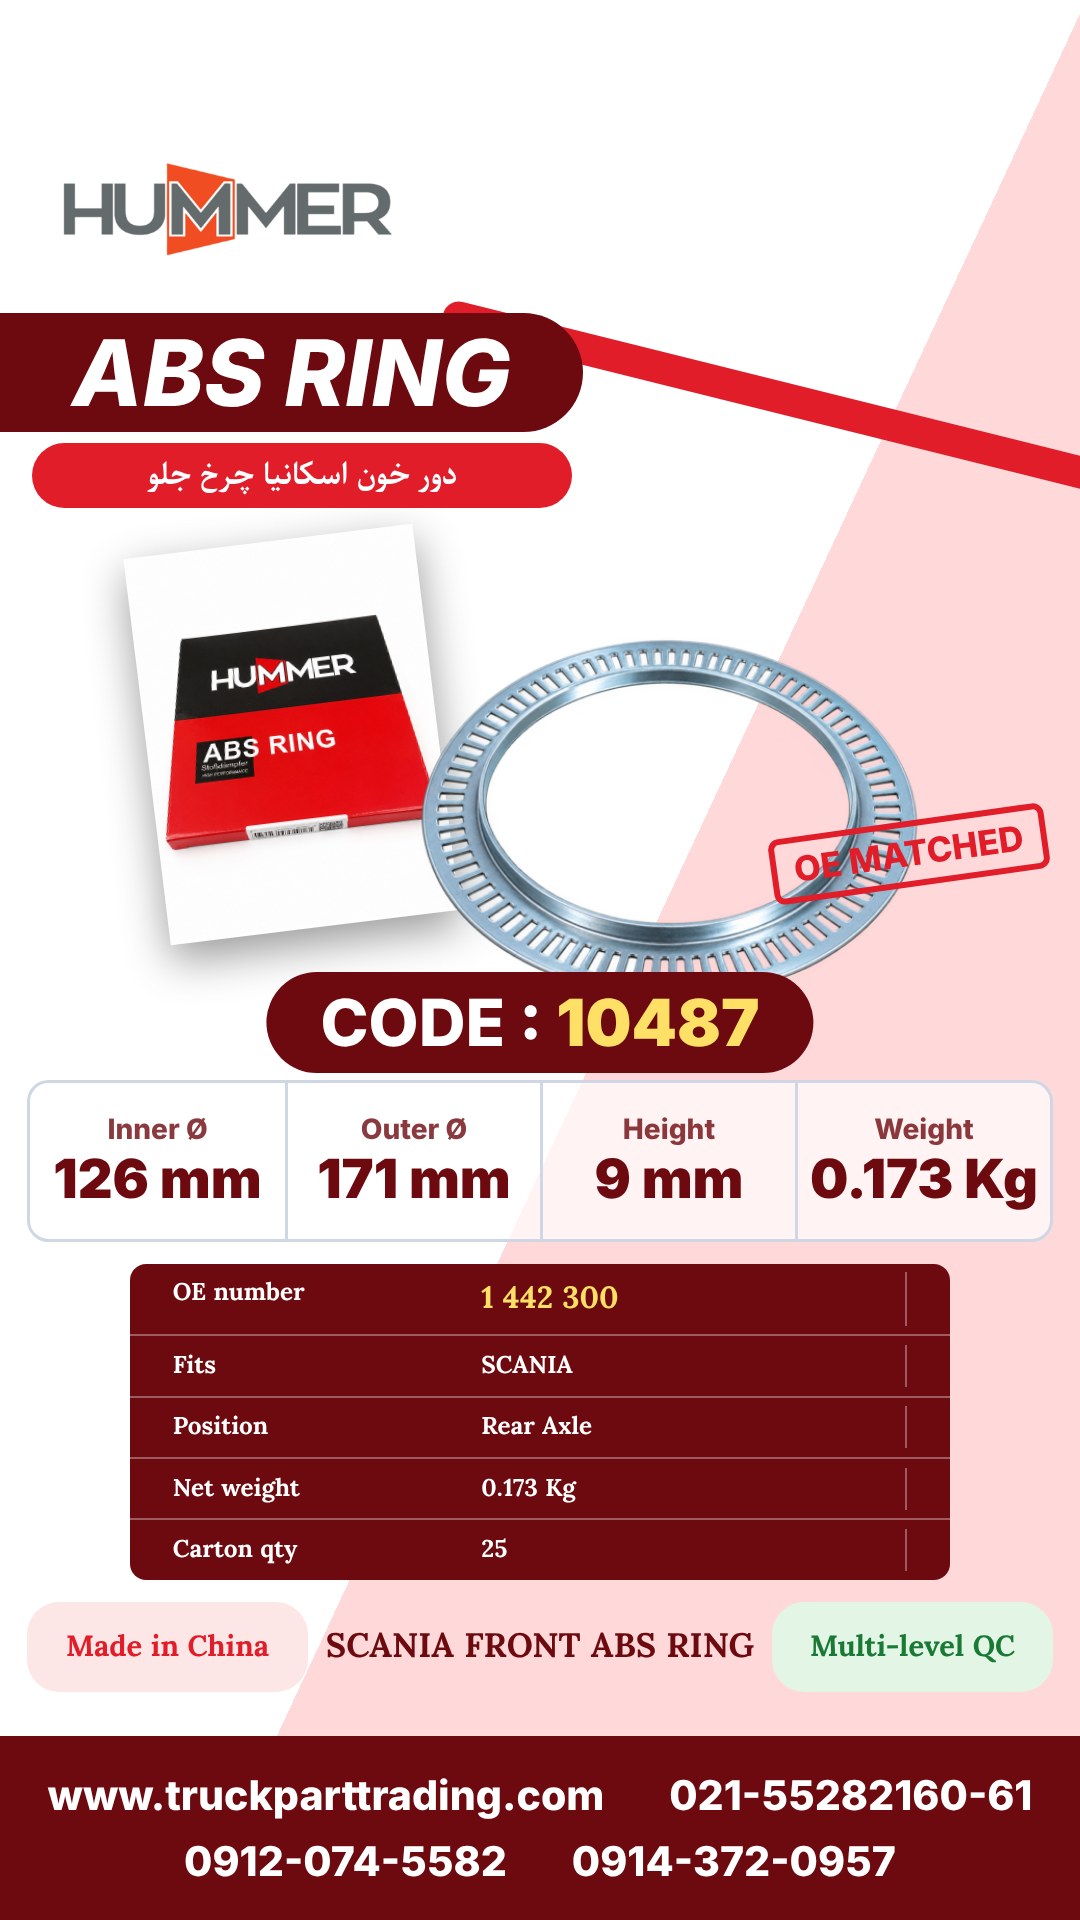 HUMMER
ABS RING
دور خون اسکانیا چرخ جلو
HUMMER
ABS RING
Stoßdämpfer
HIGH PERFORMANCE
OE MATCHED
CODE : 10487
Inner Ø Outer Ø Height Weight
126 mm 171 mm 9 mm 0.173 Kg
OE number 1 442 300
Fits SCANIA
Position Rear Axle
Net weight 0.173 Kg
Carton qty 25
Made in China SCANIA FRONT ABS RING Multi-level QC
www.truckparttrading.com 021-55282160-61
0912-074-5582 0914-372-0957